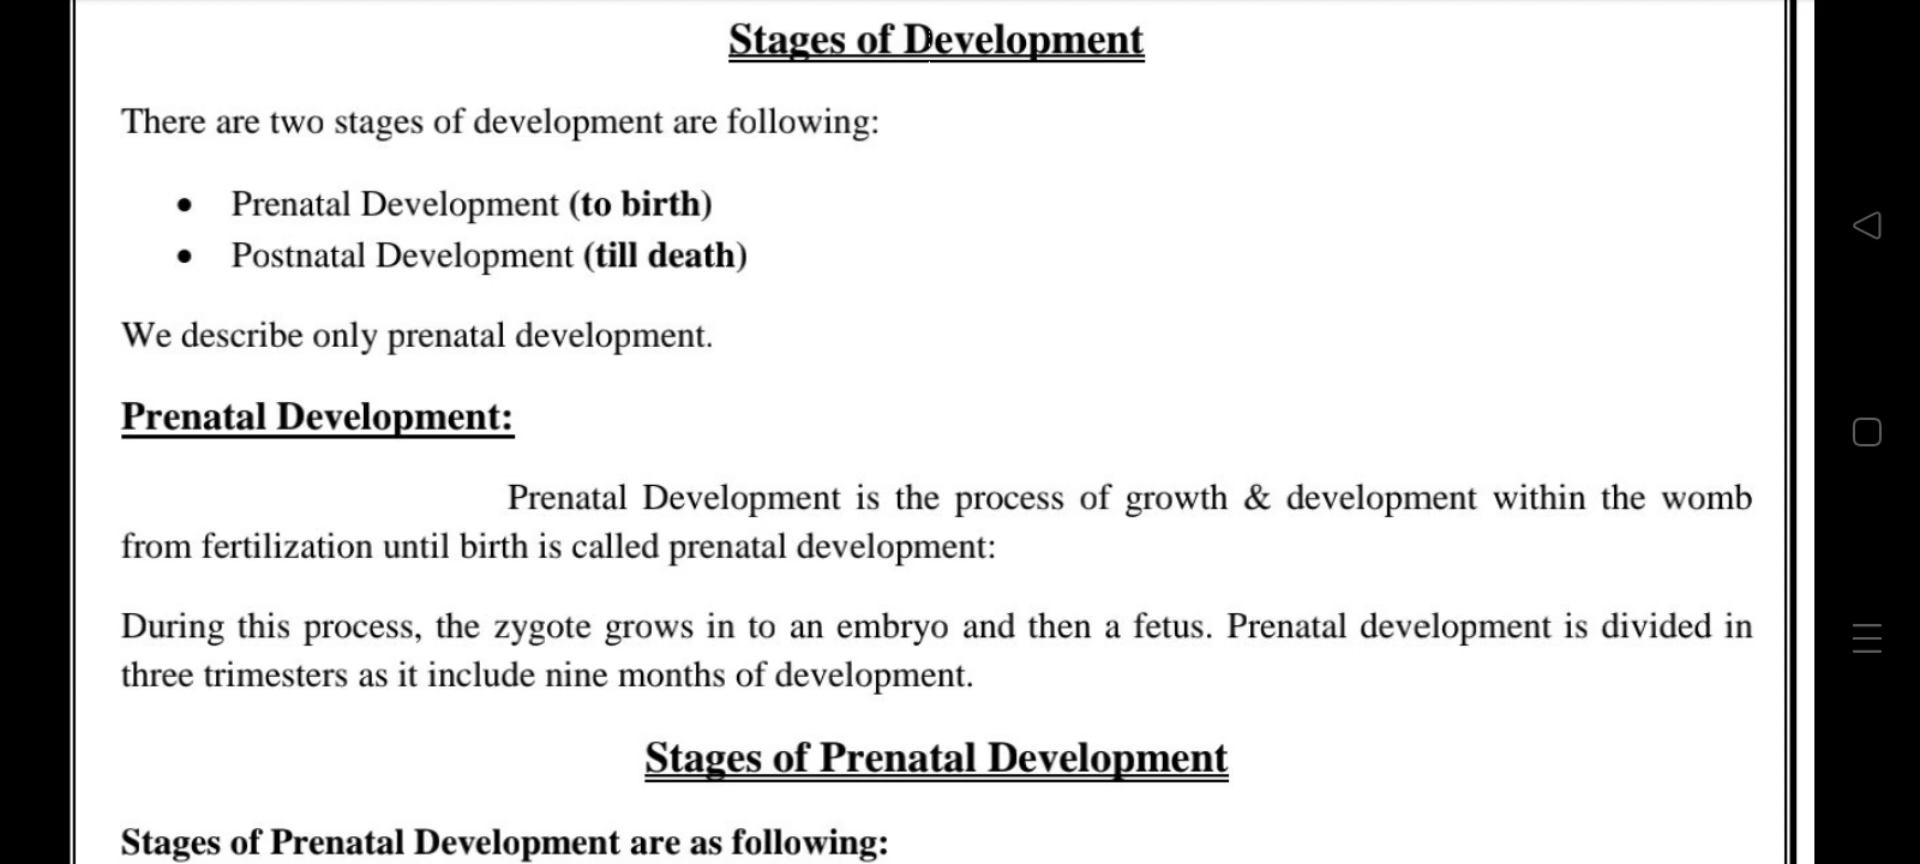 Stages of Development
There are two stages of development are following:
• Prenatal Development (to birth)
• Postnatal Development (till death)
We describe only prenatal development.
Prenatal Development:
Prenatal Development is the process of growth & development within the womb
from fertilization until birth is called prenatal development:
During this process, the zygote grows in to an embryo and then a fetus. Prenatal development is divided in
three trimesters as it include nine months of development.
Stages of Prenatal Development
Stages of Prenatal Development are as following: